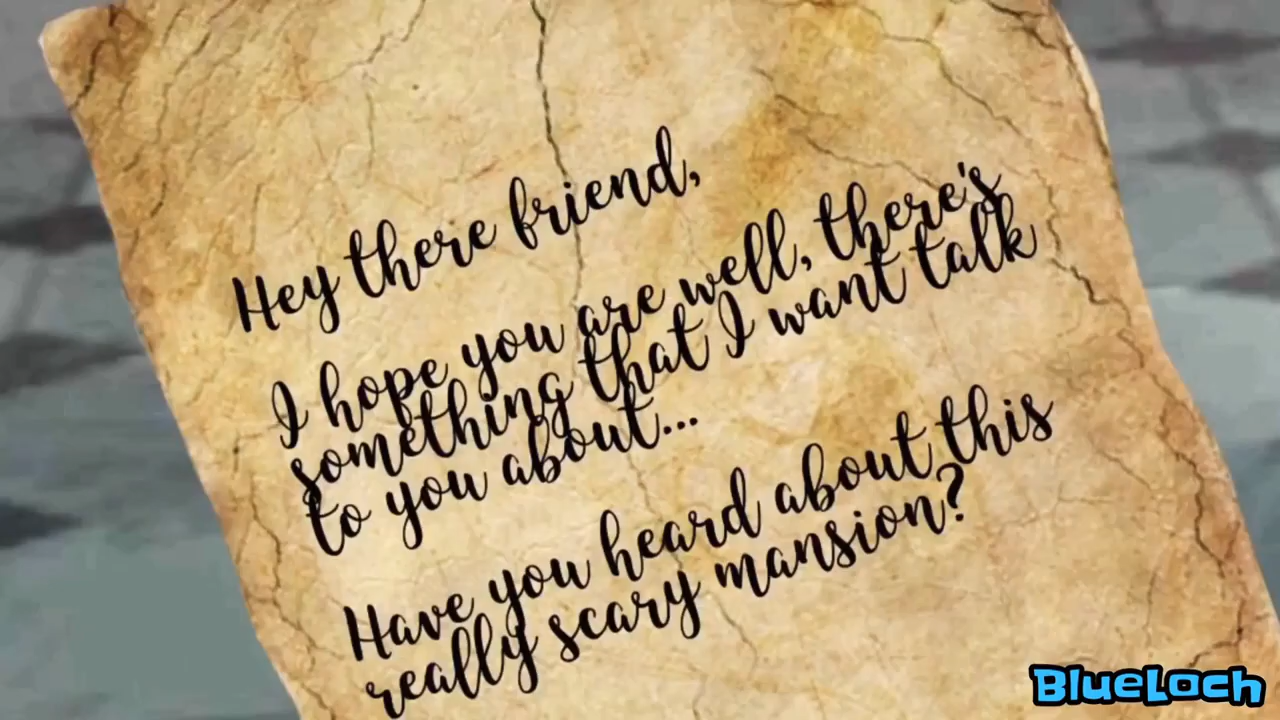 Hey there friend,
I hope you are well, there's
something that I want talk
to you about...
Have you heard about this
really scary mansion?
BlueLoch